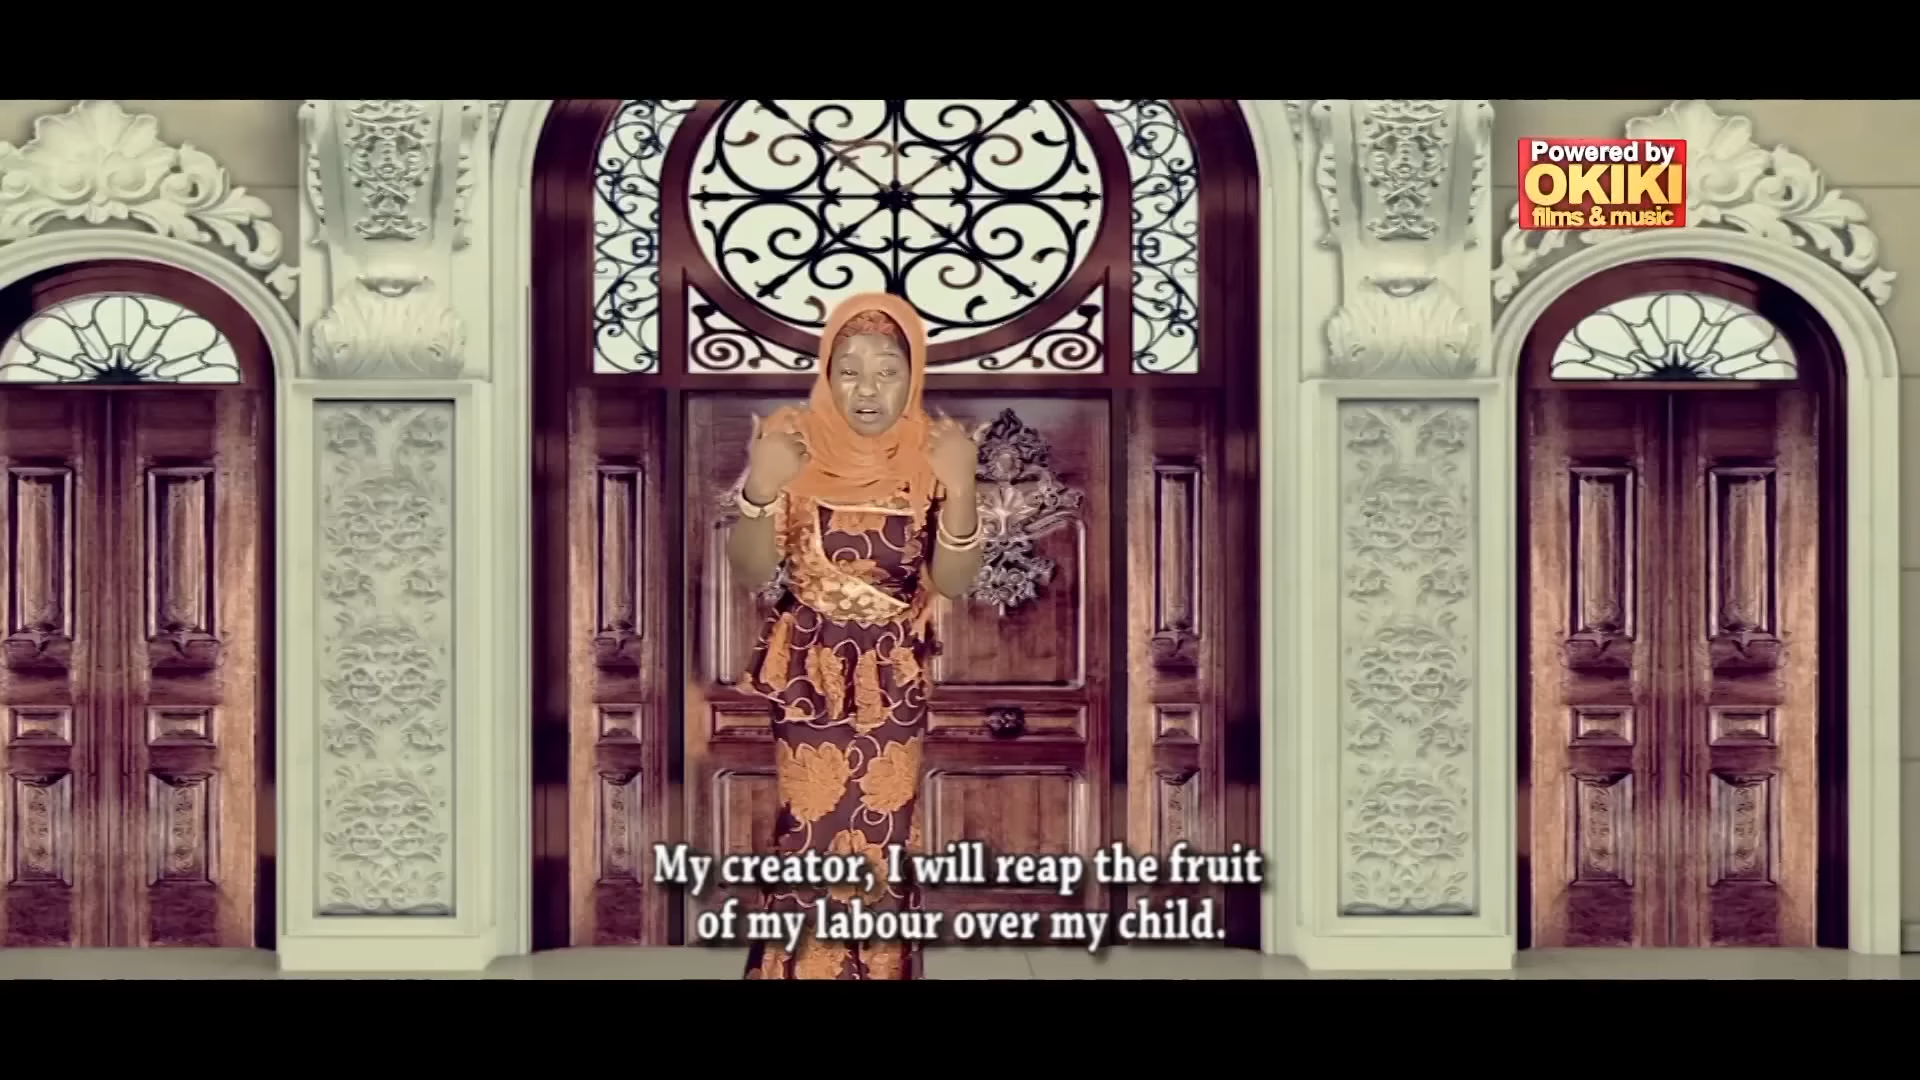 Powered by
OKIKI
films & music
My creator, I will reap the fruit
of my labour over my child.